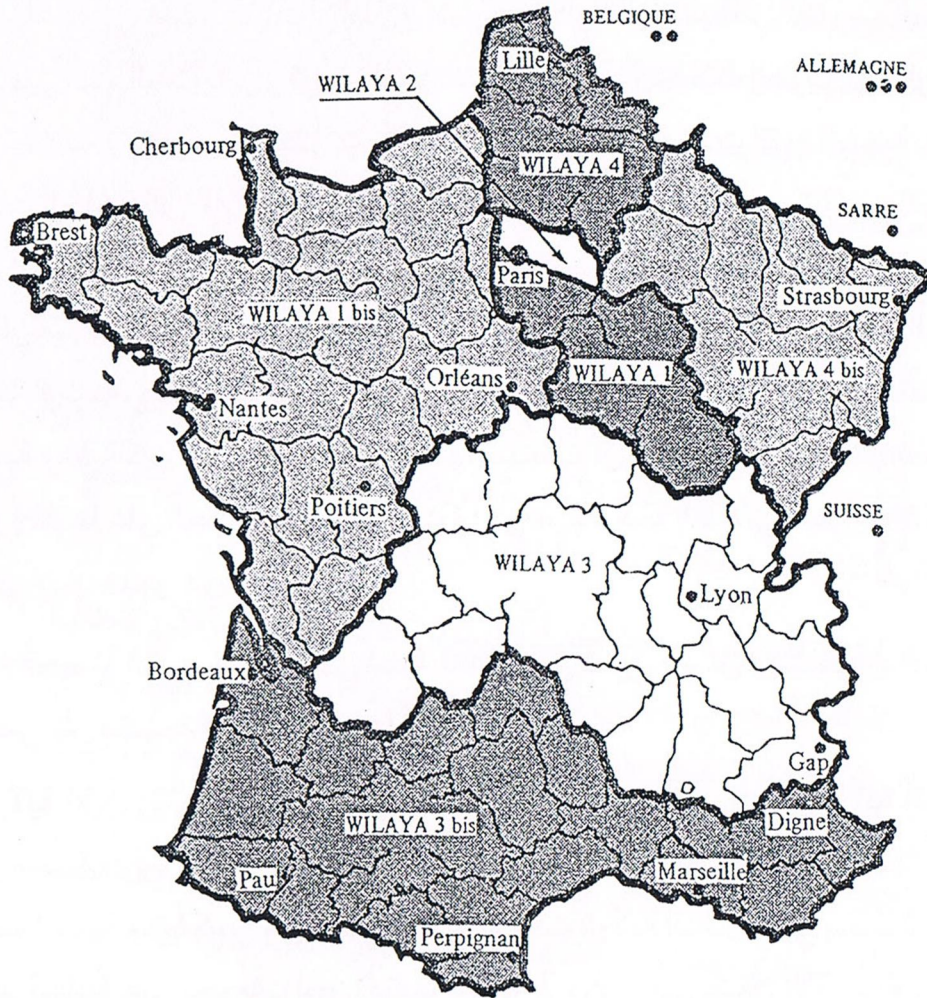 BELGIQUE
Lille
ALLEMAGNE
WILAYA 2
Cherbourg
WILAYA 4
SARRE
Brest
Paris
Strasbourg
WILAYA 1 bis
Orléans
WILAYA 1
WILAYA 4 bis
Nantes
Poitiers
SUISSE
WILAYA 3
Lyon
Bordeaux
Gap
WILAYA 3 bis
Digne
Pau
Marseille
Perpignan